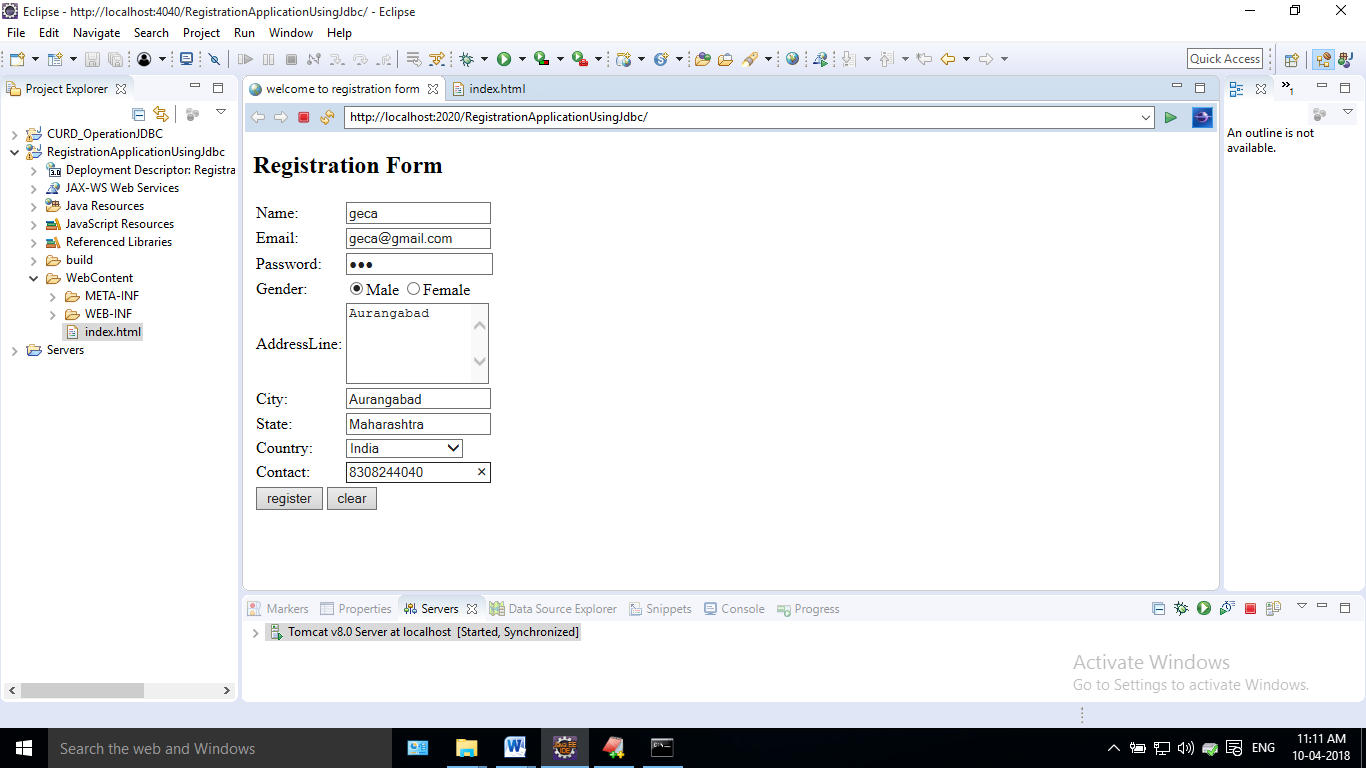 Eclipse - http://localhost:4040/RegistrationApplicationUsingJdbc/ - Eclipse
File Edit Navigate Search Project Run Window Help
Quick Access
Project Explorer
welcome to registration form index.html
http://localhost:2020/RegistrationApplicationUsingJdbc/
CURD_OperationJDBC
RegistrationApplicationUsingJdbc
Deployment Descriptor: Registra
JAX-WS Web Services
Java Resources
JavaScript Resources
Referenced Libraries
build
WebContent
META-INF
WEB-INF
index.html
Servers
Registration Form
Name: geca
Email: geca@gmail.com
Password: ●●●
Gender: Male Female
AddressLine: Aurangabad
City: Aurangabad
State: Maharashtra
Country: India
Contact: 8308244040
register clear
An outline is not
available.
Markers Properties Servers Data Source Explorer Snippets Console Progress
Tomcat v8.0 Server at localhost [Started, Synchronized]
Activate Windows
Go to Settings to activate Windows.
Search the web and Windows
ENG
11:11 AM
10-04-2018